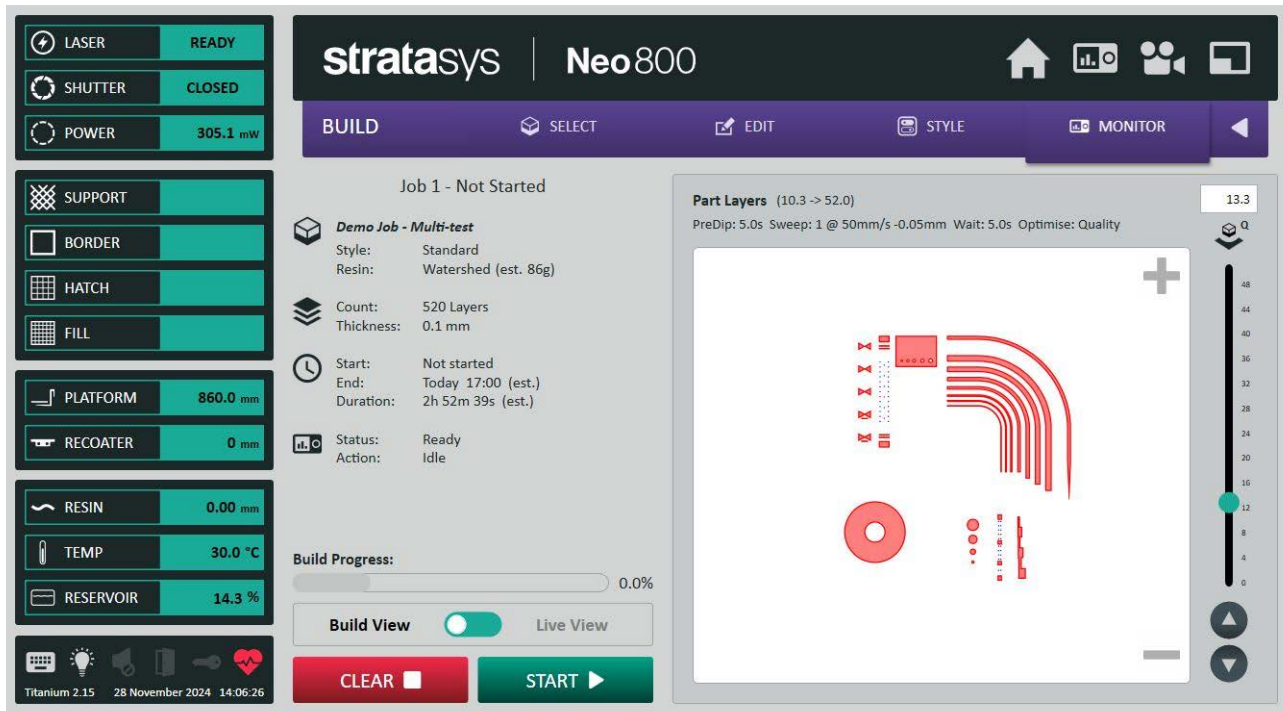 LASER READY
SHUTTER CLOSED
POWER 305.1 mW
SUPPORT
BORDER
HATCH
FILL
PLATFORM 860.0 mm
RECOATER 0 mm
RESIN 0.00 mm
TEMP 30.0 °C
RESERVOIR 14.3 %
Titanium 2.15 28 November 2024 14:06:26
stratasys Neo800
BUILD SELECT EDIT STYLE MONITOR
Job 1 - Not Started
Demo Job - Multi-test
Style: Standard
Resin: Watershed (est. 86g)
Count: 520 Layers
Thickness: 0.1 mm
Start: Not started
End: Today 17:00 (est.)
Duration: 2h 52m 39s (est.)
Status: Ready
Action: Idle
Build Progress:
0.0%
Build View Live View
CLEAR START
Part Layers (10.3 -> 52.0)
PreDip: 5.0s Sweep: 1 @ 50mm/s -0.05mm Wait: 5.0s Optimise: Quality
13.3
Q
48
44
40
36
32
28
24
20
16
12
8
4
0